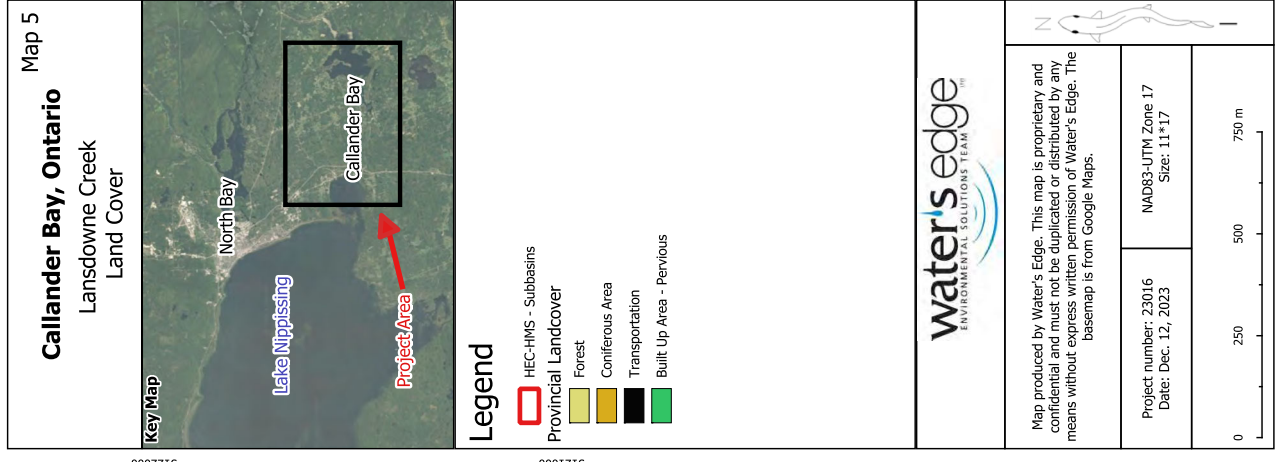 Map 5
Callander Bay, Ontario
Lansdowne Creek
Land Cover
Key Map
North Bay
Callander Bay
Lake Nippissing
Project Area
Legend
HEC-HMS - Subbasins
Provincial Landcover
Forest
Coniferous Area
Transportation
Built Up Area - Pervious
water's edge
ENVIRONMENTAL SOLUTIONS TEAM
N
Map produced by Water's Edge. This map is proprietary and
confidential and must not be duplicated or distributed by any
means without express written permission of Water's Edge. The
basemap is from Google Maps.
Project number: 23016
Date: Dec. 12, 2023
NAD83-UTM Zone 17
Size: 11*17
0 250 500 750 m